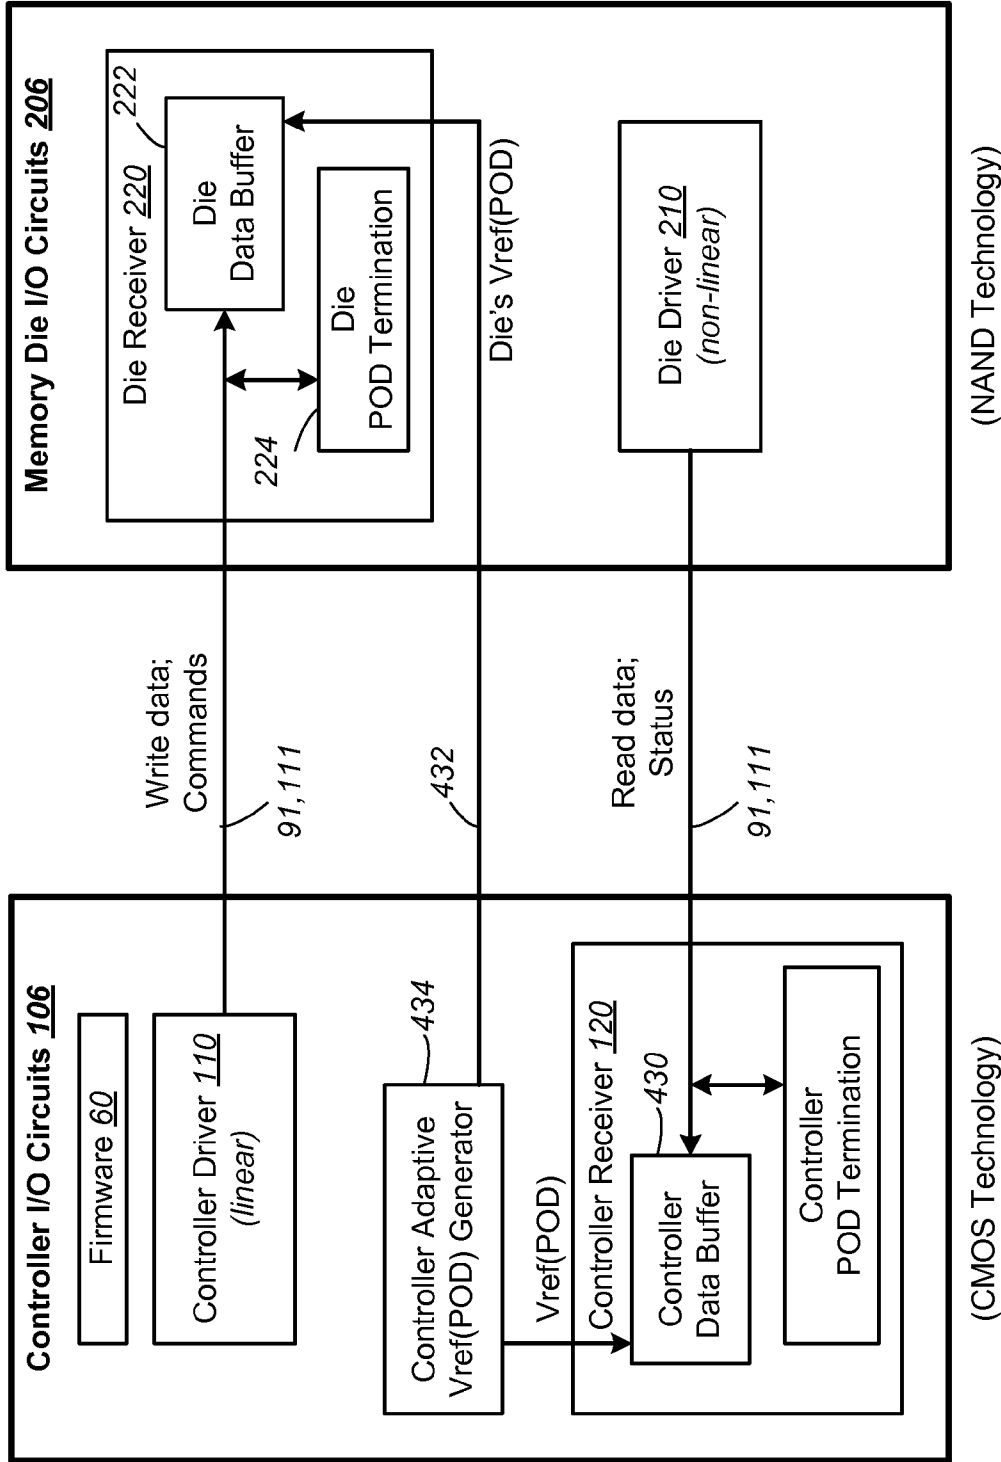 Controller I/O Circuits 106
Firmware 60
Controller Driver 110
(linear)
434
Controller Adaptive
Vref(POD) Generator
Vref(POD)
Controller Receiver 120
430
Controller
Data Buffer
Controller
POD Termination
(CMOS Technology)
Write data;
Commands
91,111
432
Read data;
Status
91,111
Memory Die I/O Circuits 206
Die Receiver 220
222
Die
Data Buffer
224
Die
POD Termination
Die's Vref(POD)
Die Driver 210
(non-linear)
(NAND Technology)